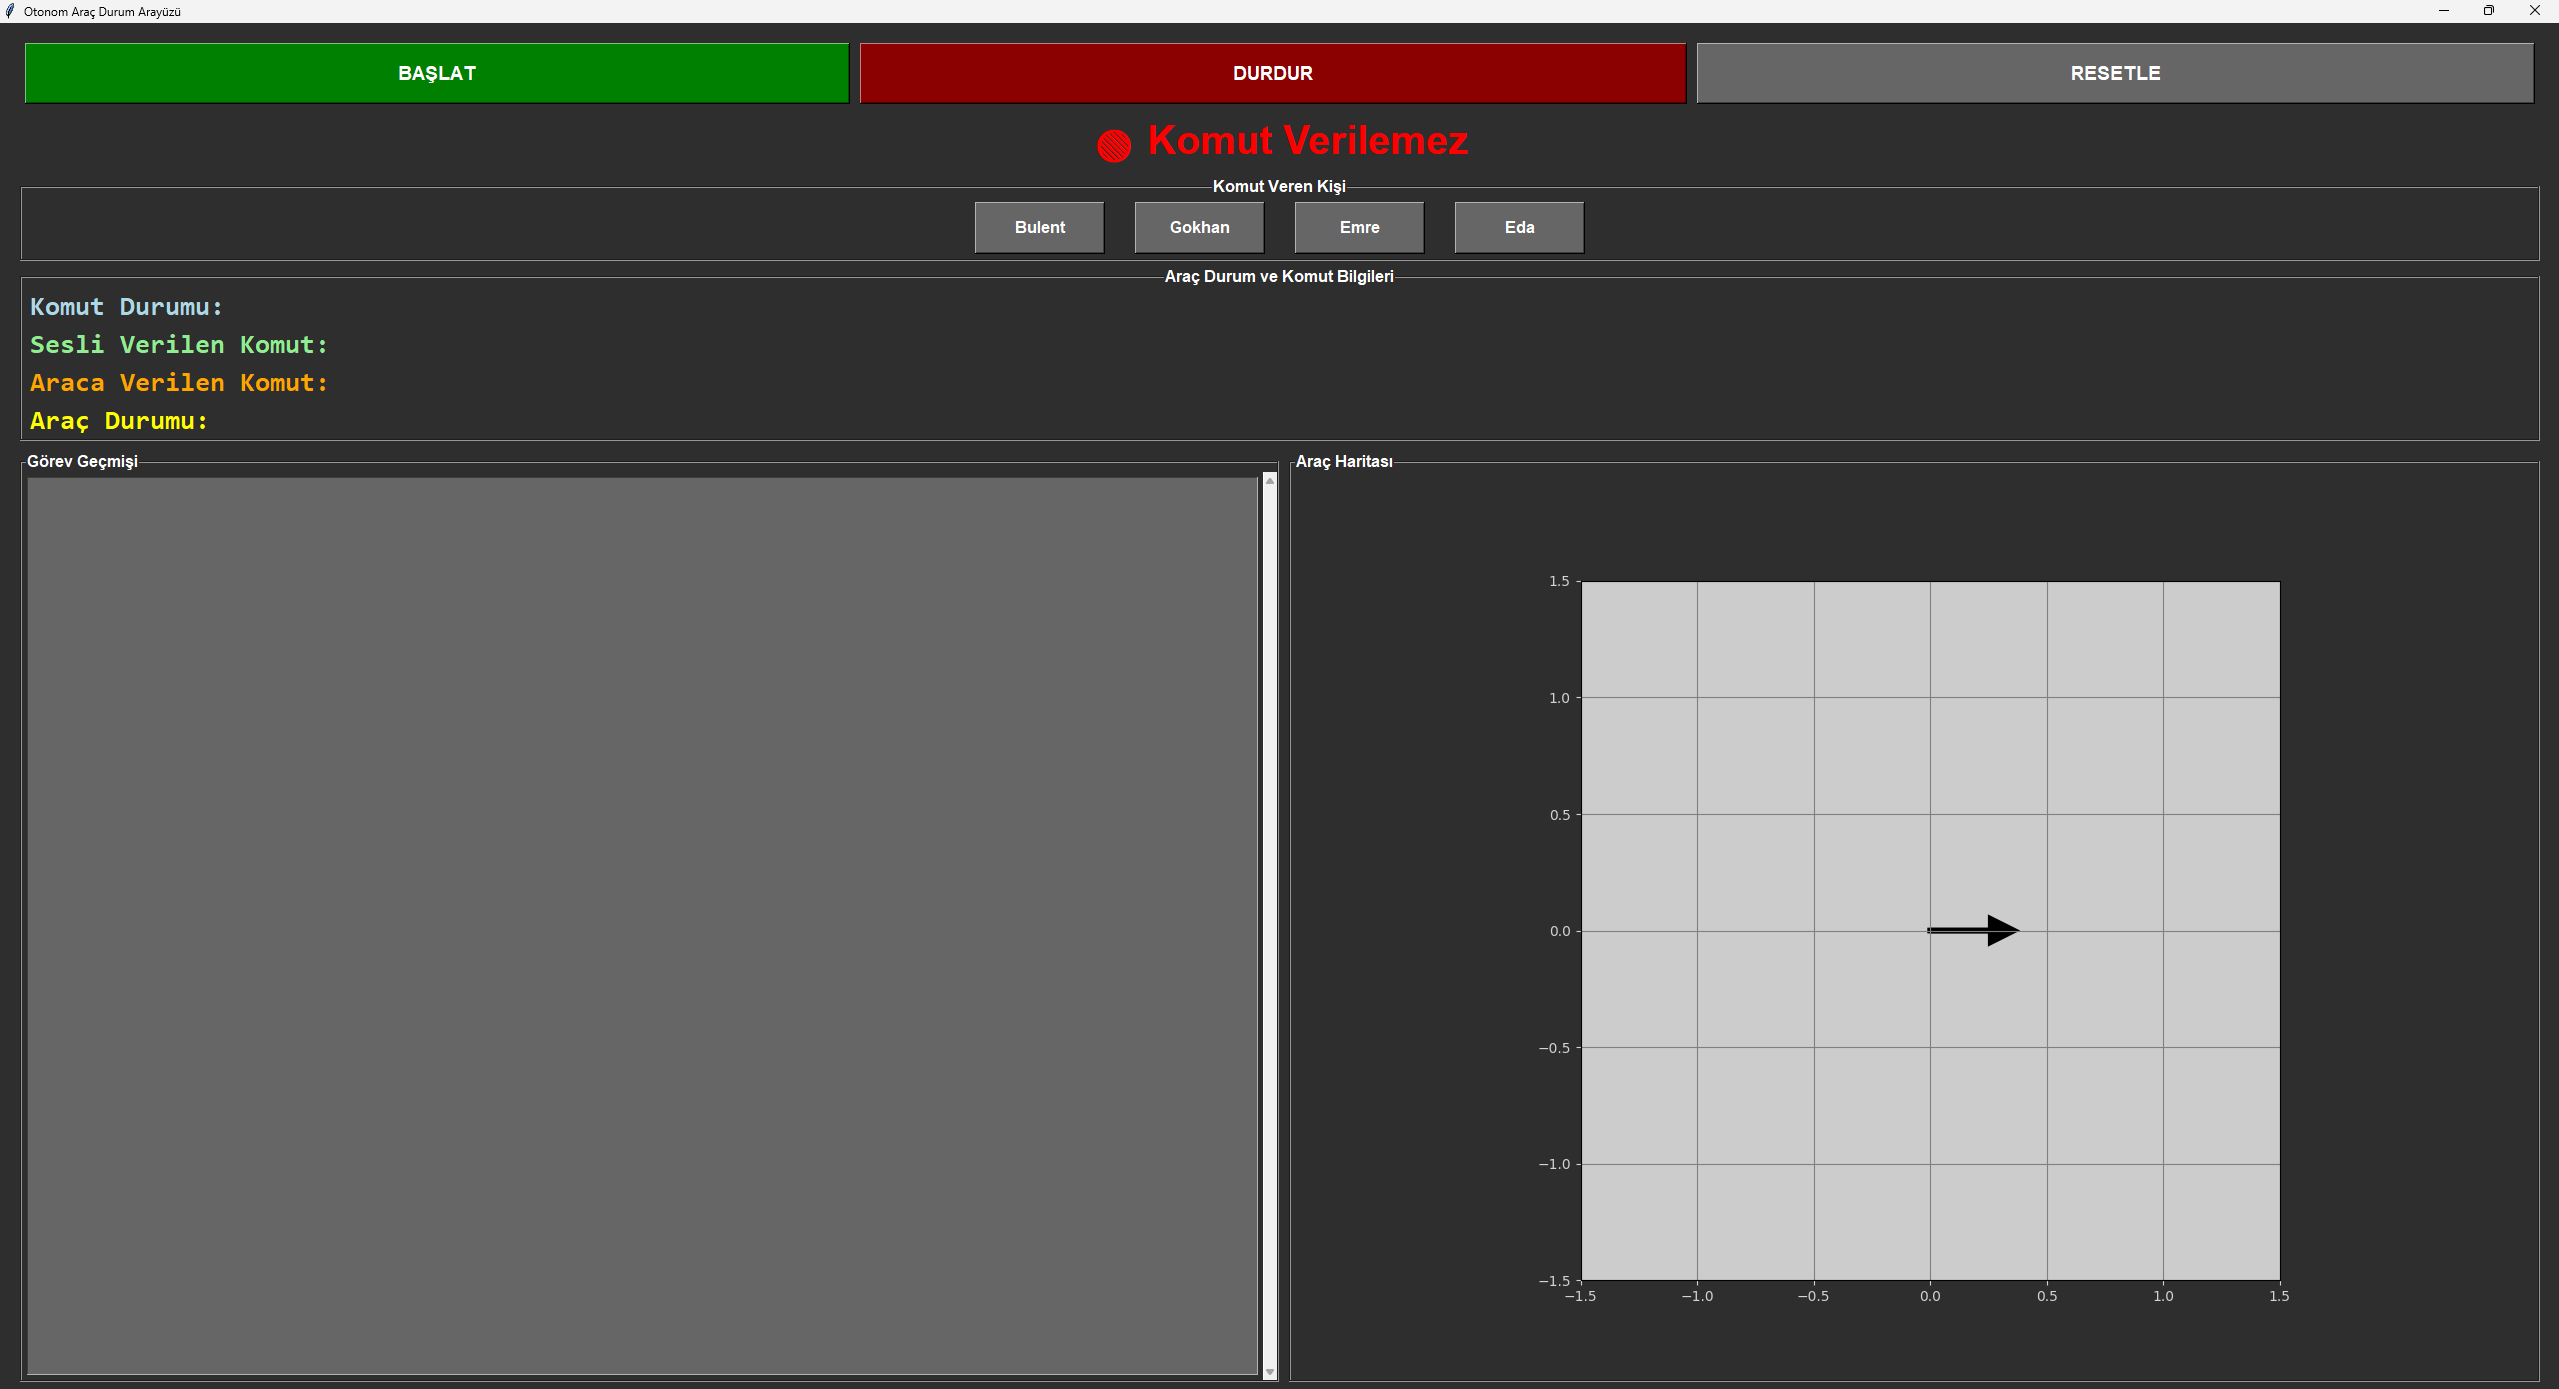 Otonom Araç Durum Arayüzü
BAŞLAT DURDUR RESETLE
Komut Verilemez
Komut Veren Kişi
Bulent Gokhan Emre Eda
Araç Durum ve Komut Bilgileri
Komut Durumu:
Sesli Verilen Komut:
Araca Verilen Komut:
Araç Durumu:
Görev Geçmişi
Araç Haritası
1.5
1.0
0.5
0.0
−0.5
−1.0
−1.5
−1.5 −1.0 −0.5 0.0 0.5 1.0 1.5